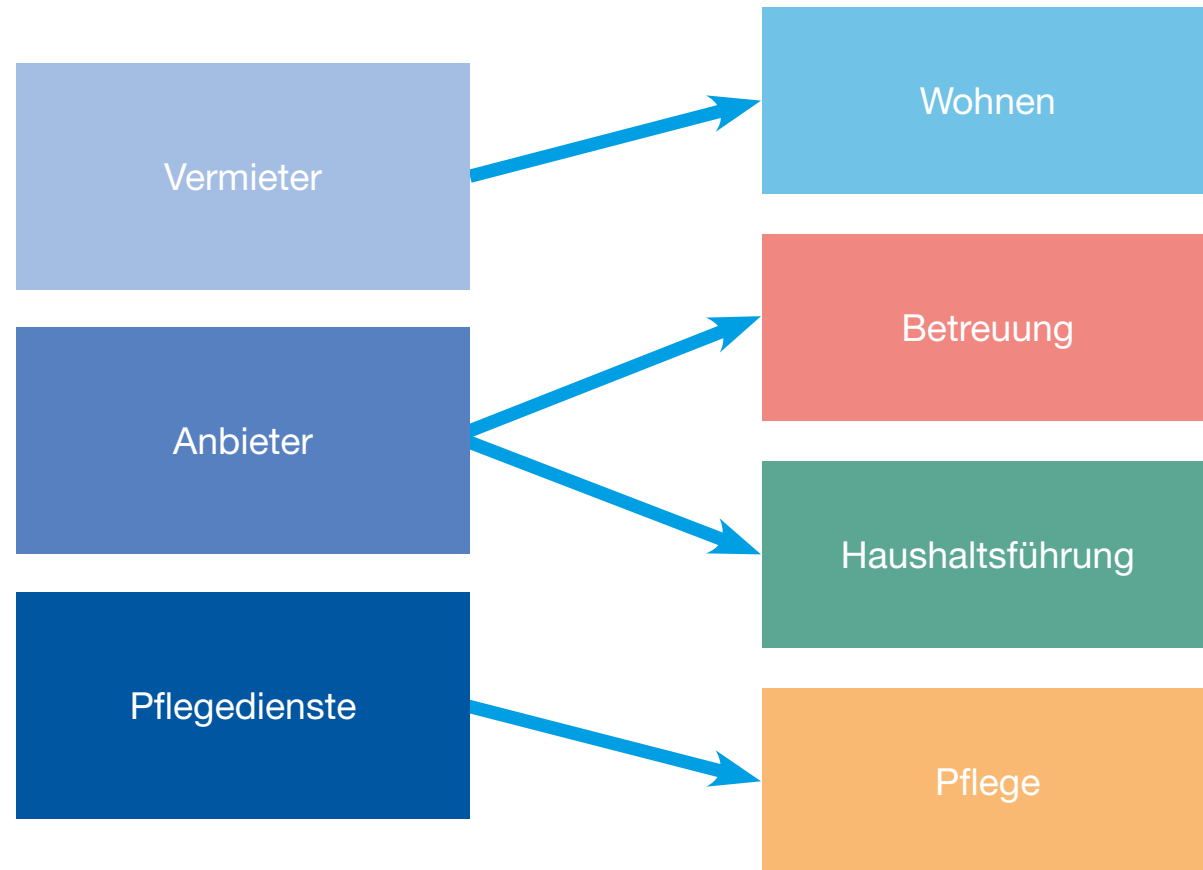 Vermieter
Anbieter
Pflegedienste
Wohnen
Betreuung
Haushaltsführung
Pflege